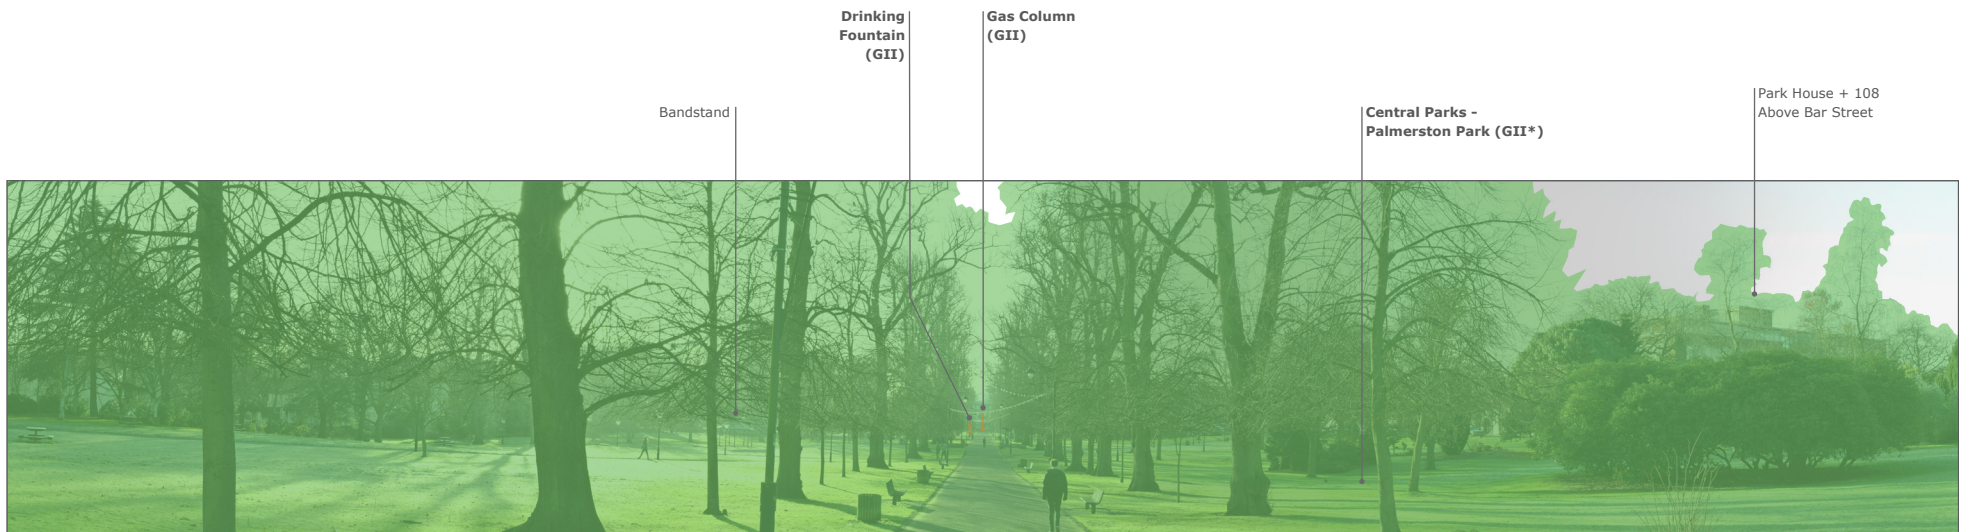 Drinking
Fountain
(GII)
Gas Column
(GII)
Bandstand
Central Parks -
Palmerston Park (GII*)
Park House + 108
Above Bar Street